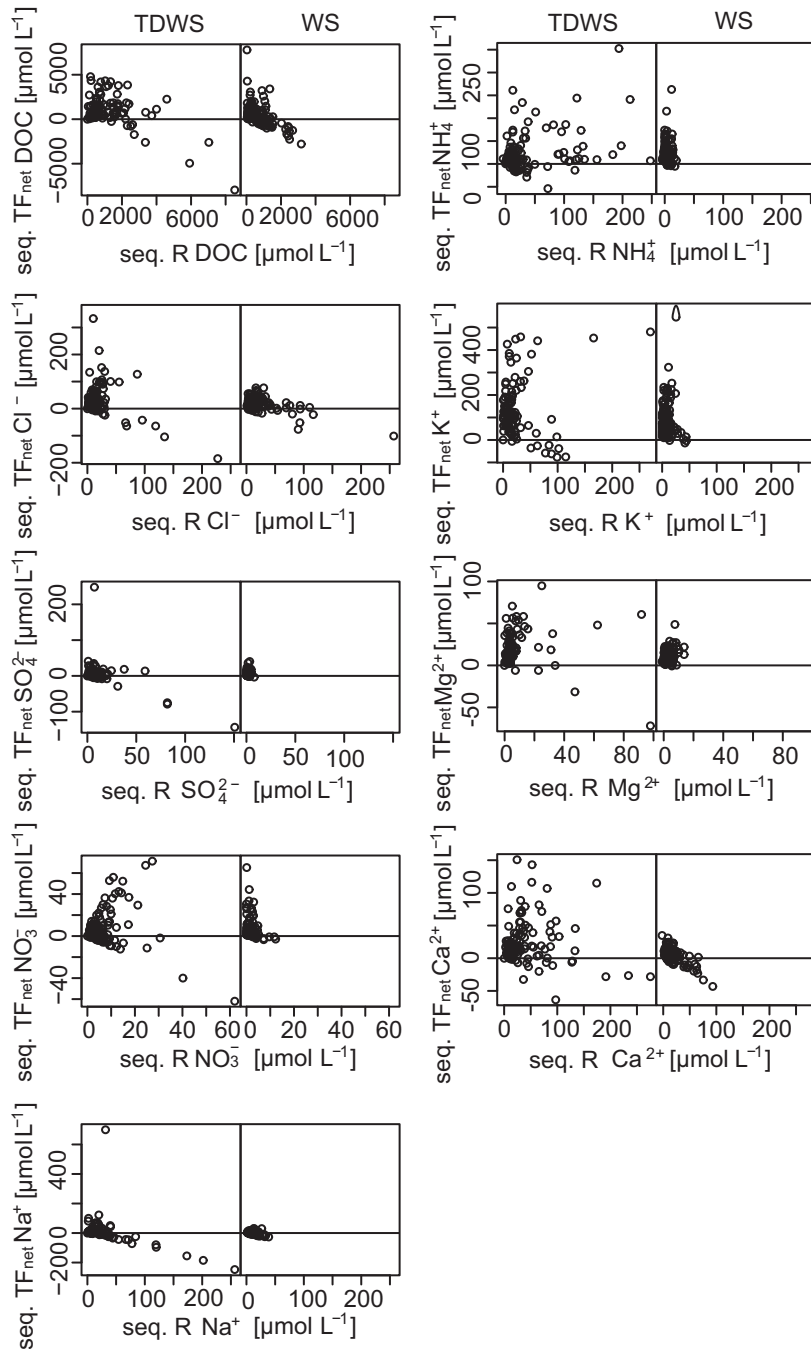 TDWS WS
seq. TFnet DOC [µmol L⁻¹]
5000
0
−5000
0 2000 6000 0 2000 6000
seq. R DOC [µmol L⁻¹]
seq. TFnet Cl⁻ [µmol L⁻¹]
200
0
−200
0 100 200 0 100 200
seq. R Cl⁻ [µmol L⁻¹]
seq. TFnet SO₄²⁻ [µmol L⁻¹]
200
0
−100
0 50 100 0 50 100
seq. R SO₄²⁻ [µmol L⁻¹]
seq. TFnet NO₃⁻ [µmol L⁻¹]
40
0
−40
0 20 40 60 0 20 40 60
seq. R NO₃⁻ [µmol L⁻¹]
seq. TFnet Na⁺ [µmol L⁻¹]
400
0
−200
0 100 200 0 100 200
seq. R Na⁺ [µmol L⁻¹]
TDWS WS
seq. TFnet NH₄⁺ [µmol L⁻¹]
250
100
0 100
0 100 200 0 100 200
seq. R NH₄⁺ [µmol L⁻¹]
seq. TFnet K⁺ [µmol L⁻¹]
400
200
0
0 100 200 0 100 200
seq. R K⁺ [µmol L⁻¹]
seq. TFnet Mg²⁺ [µmol L⁻¹]
100
50
0
-50
0 40 80 0 40 80
seq. R Mg²⁺ [µmol L⁻¹]
seq. TFnet Ca²⁺ [µmol L⁻¹]
100
0
-50
0 100 200 0 100 200
seq. R Ca²⁺ [µmol L⁻¹]